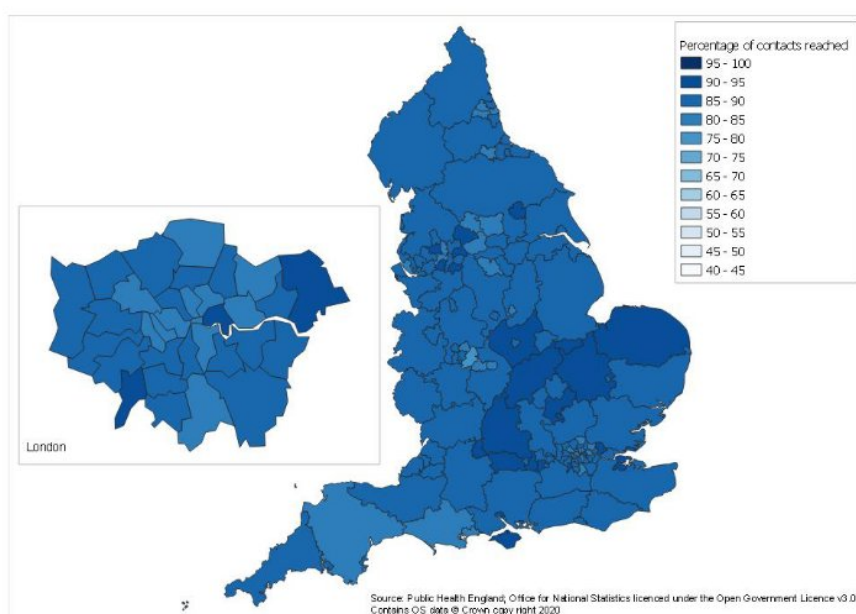 Percentage of contacts reached
95 - 100
90 - 95
85 - 90
80 - 85
75 - 80
70 - 75
65 - 70
60 - 65
55 - 60
50 - 55
45 - 50
40 - 45
London
Source: Public Health England; Office for National Statistics licenced under the Open Government Licence v3.0
Contains OS data © Crown copy right 2020